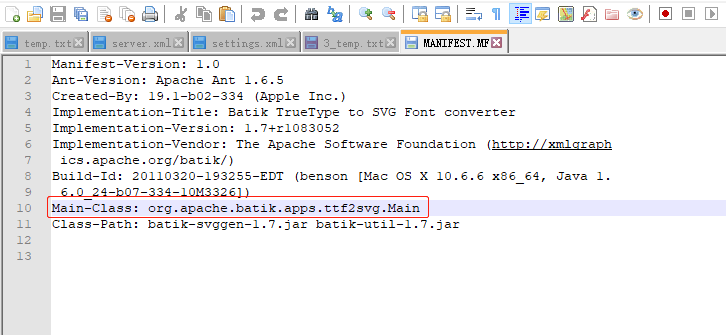 temp.txt server.xml settings.xml 3_temp.txt MANIFEST.MF
1 Manifest-Version: 1.0
2 Ant-Version: Apache Ant 1.6.5
3 Created-By: 19.1-b02-334 (Apple Inc.)
4 Implementation-Title: Batik TrueType to SVG Font converter
5 Implementation-Version: 1.7+r1083052
6 Implementation-Vendor: The Apache Software Foundation (http://xmlgraph
7 ics.apache.org/batik/)
8 Build-Id: 20110320-193255-EDT (benson [Mac OS X 10.6.6 x86_64, Java 1.
9 6.0_24-b07-334-10M3326])
10 Main-Class: org.apache.batik.apps.ttf2svg.Main
11 Class-Path: batik-svggen-1.7.jar batik-util-1.7.jar
12
13